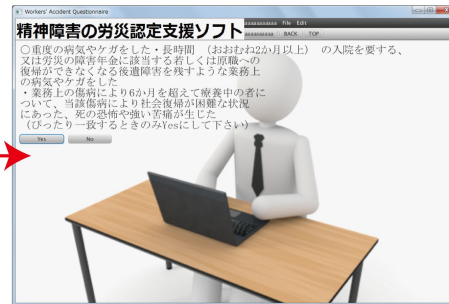 Workers' Accident Questionnaire
精神障害の労災認定支援ソフト
aaaaaaaaaa File Edit
aaaaaaaaaa BACK TOP
○重度の病気やケガをした・長時間 (おおむね2か月以上) の入院を要する、
又は労災の障害年金に該当する若しくは原職への
復帰ができなくなる後遺障害を残すような業務上
の病気やケガをした
・業務上の傷病により6か月を超えて療養中の者に
ついて、当該傷病により社会復帰が困難な状況
にあった、死の恐怖や強い苦痛が生じた
(ぴったり一致するときのみYesにして下さい)
Yes No